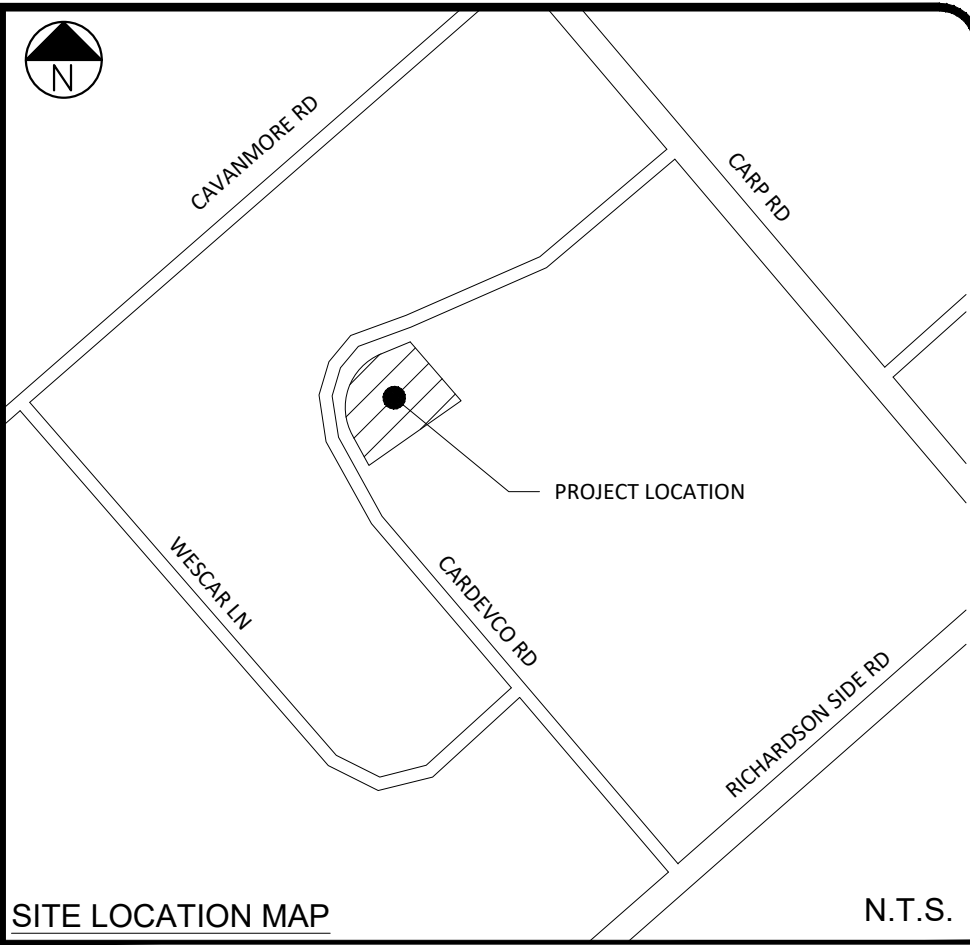 N
CAVANMORE RD
CARP RD
PROJECT LOCATION
WESCAR LN
CARDEVCO RD
RICHARDSON SIDE RD
SITE LOCATION MAP
N.T.S.